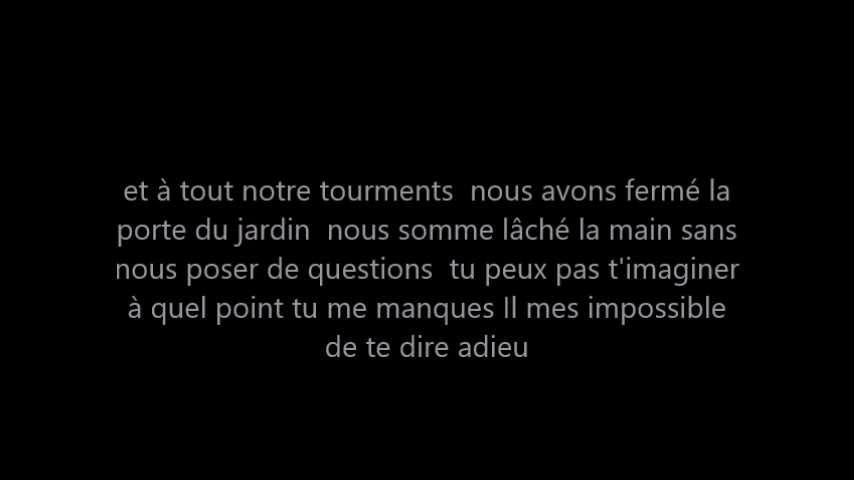 et à tout notre tourments  nous avons fermé la
porte du jardin  nous somme lâché la main sans
nous poser de questions  tu peux pas t'imaginer
à quel point tu me manques Il mes impossible
de te dire adieu